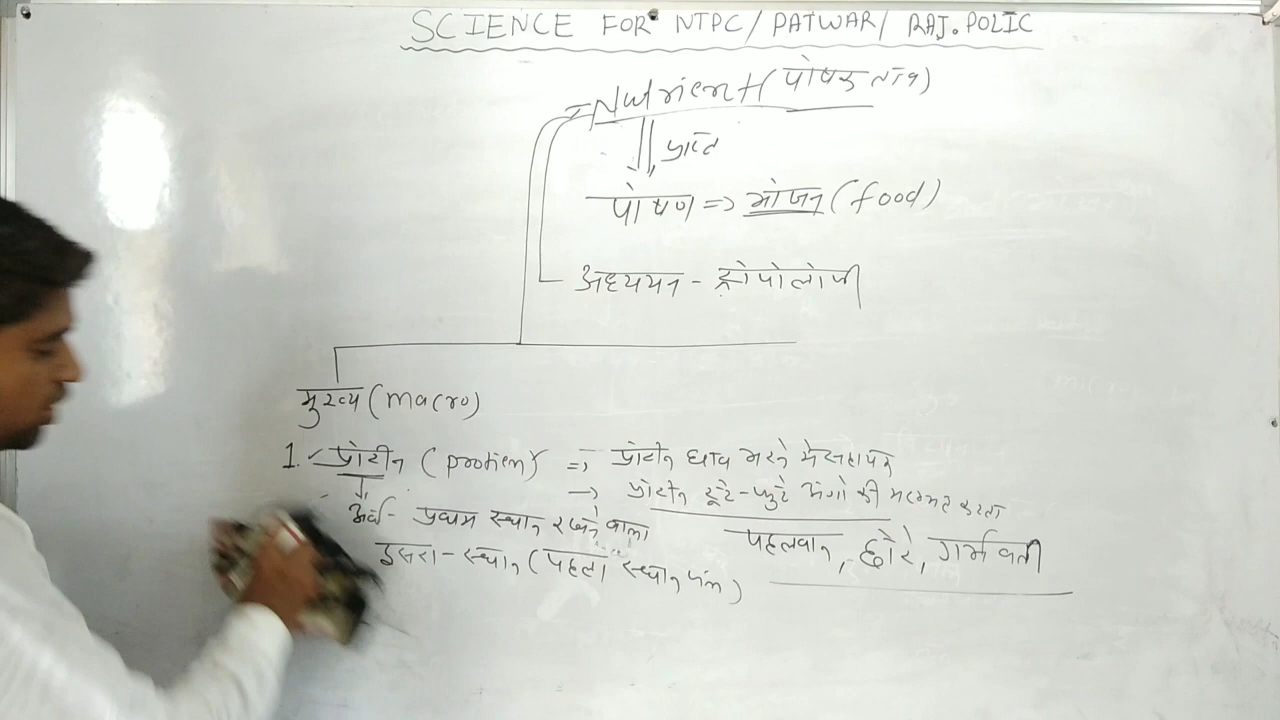 SCIENCE FOR NTPC/PATWAR/ RAJ.POLIC
Nutrient (पोषक तत्व)
प्राप्त
पोषण => भोजन (food)
अध्ययन - ट्रोपोलोजी
मुख्य (macro)
1. प्रोटीन (protien) => प्रोटीन घाव भरने मे सहायक
→ प्रोटीन टूटे-फुटे अंगो की मरम्मत करता
अर्थ - प्रथम स्थान रखने वाला
पहलवान, छोरे, गर्भवती
दुसरा - स्थान (पहला स्थान जल)